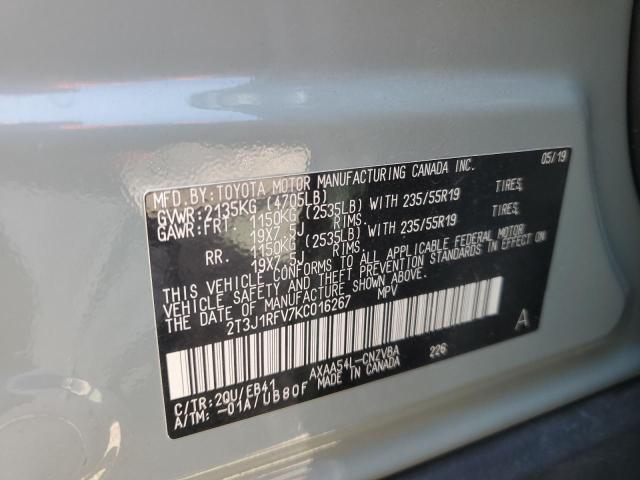 MFD. BY: TOYOTA MOTOR MANUFACTURING CANADA INC. 05/19
GVWR: 2135KG (4705LB)
GAWR: FRT. 1150KG (2535LB) WITH 235/55R19 TIRES,
19X7.5J RIMS,
RR. 1150KG (2535LB) WITH 235/55R19 TIRES,
19X7.5J RIMS,
THIS VEHICLE CONFORMS TO ALL APPLICABLE FEDERAL MOTOR
VEHICLE SAFETY AND THEFT PREVENTION STANDARDS IN EFFECT ON
THE DATE OF MANUFACTURE SHOWN ABOVE.
2T3J1RFV7KC016267 MPV
A
C/TR: 2QU/EB41 AXAA54L-CNZVBA 226
A/TM: -01A/UB80F MADE IN CANADA